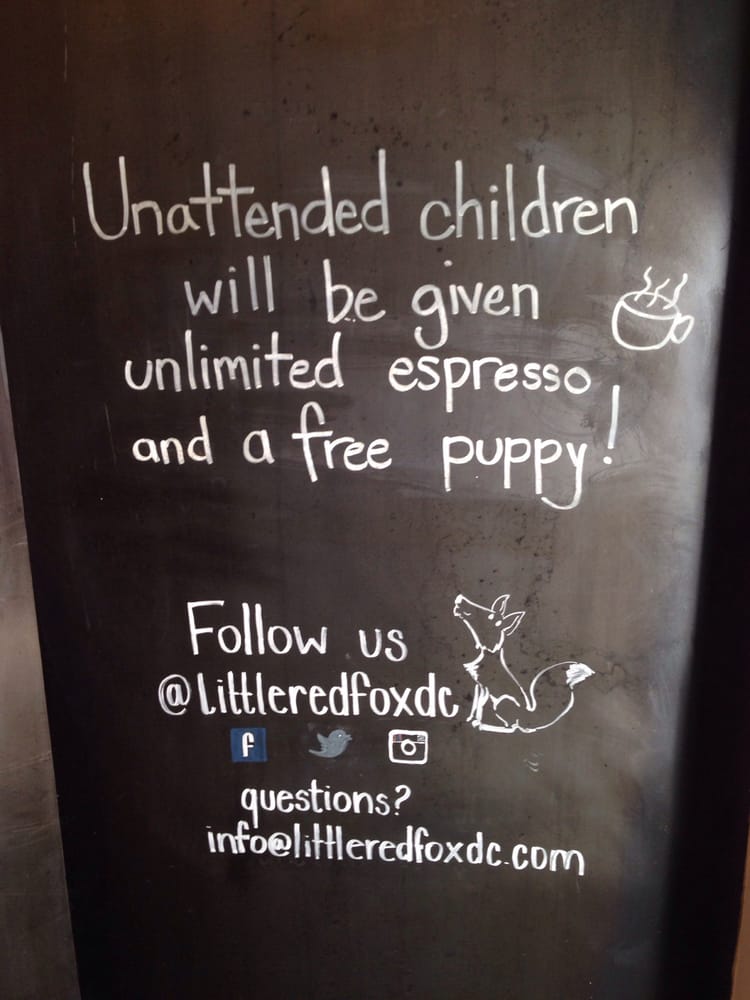 Unattended children
will be given
unlimited espresso
and a free puppy!
Follow us
@littleredfoxdc
f
questions?
info@littleredfoxdc.com